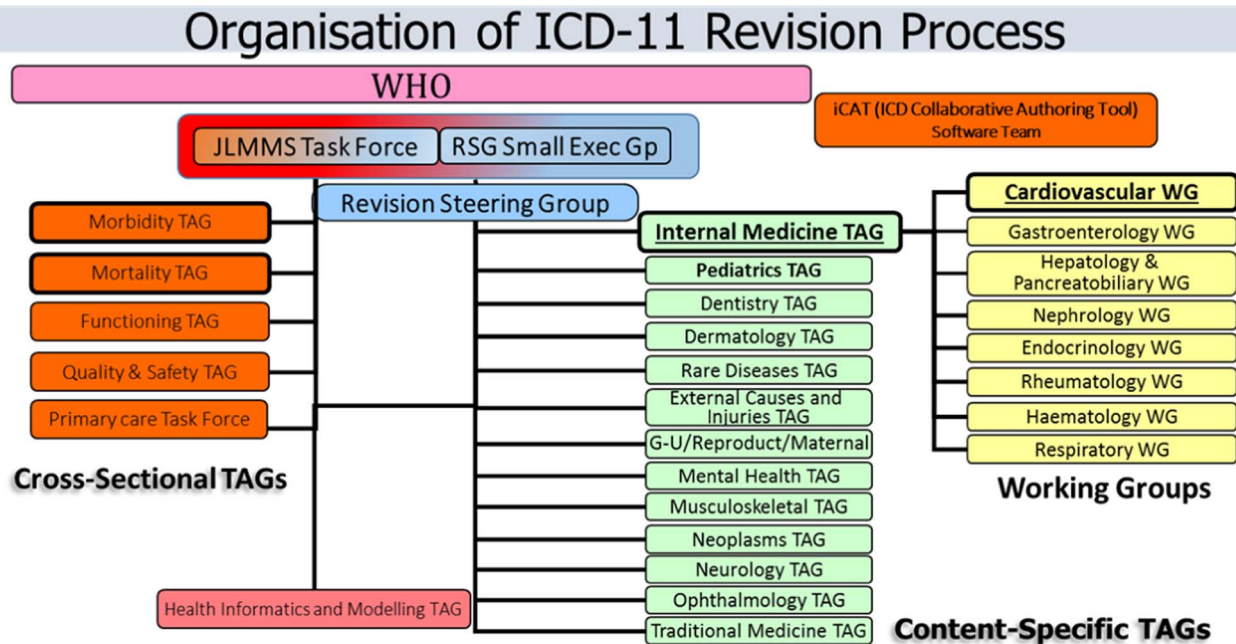 Organisation of ICD-11 Revision Process
WHO
iCAT (ICD Collaborative Authoring Tool)
Software Team
JLMMS Task Force
RSG Small Exec Gp
Revision Steering Group
Morbidity TAG
Mortality TAG
Functioning TAG
Quality & Safety TAG
Primary care Task Force
Cross-Sectional TAGs
Health Informatics and Modelling TAG
Internal Medicine TAG
Pediatrics TAG
Dentistry TAG
Dermatology TAG
Rare Diseases TAG
External Causes and
Injuries TAG
G-U/Reproduct/Maternal
Mental Health TAG
Musculoskeletal TAG
Neoplasms TAG
Neurology TAG
Ophthalmology TAG
Traditional Medicine TAG
Content-Specific TAGs
Cardiovascular WG
Gastroenterology WG
Hepatology &
Pancreatobiliary WG
Nephrology WG
Endocrinology WG
Rheumatology WG
Haematology WG
Respiratory WG
Working Groups